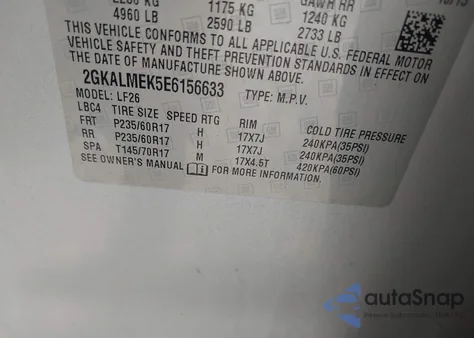 1175 KG
GAWR RR
4960 LB 2590 LB 1240 KG
2733 LB
THIS VEHICLE CONFORMS TO ALL APPLICABLE U.S. FEDERAL MOTOR
VEHICLE SAFETY AND THEFT PREVENTION STANDARDS IN EFFECT ON
THE DATE OF MANUFACTURE SHOWN ABOVE.
2GKALMEK5E6156633 TYPE: M.P.V.
MODEL: LF26
LBC4 TIRE SIZE SPEED RTG RIM COLD TIRE PRESSURE
FRT P235/60R17 H 17X7J 240KPA(35PSI)
RR P235/60R17 H 17X7J 240KPA(35PSI)
SPA T145/70R17 M 17X4.5T 420KPA(60PSI)
SEE OWNER'S MANUAL FOR MORE INFORMATION.
autaSnap